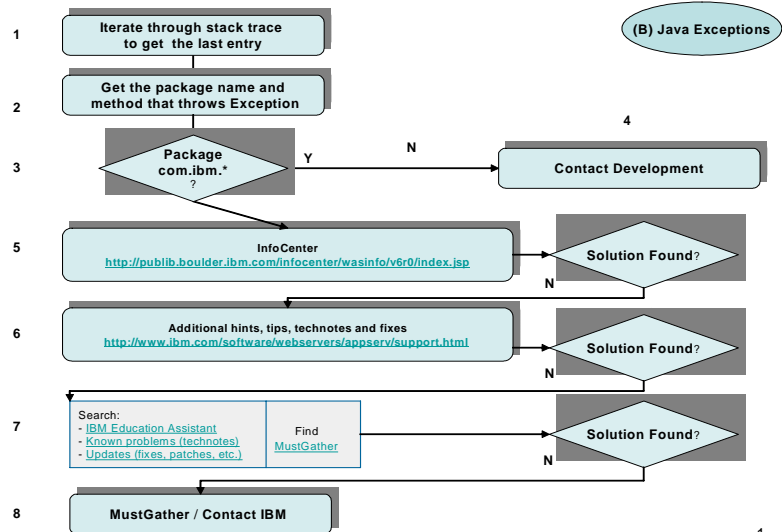 (B) Java Exceptions
1
Iterate through stack trace
to get the last entry
2
Get the package name and
method that throws Exception
3
Package
com.ibm.*
?
Y
N
4
Contact Development
5
InfoCenter
http://publib.boulder.ibm.com/infocenter/wasinfo/v6r0/index.jsp
Solution Found?
N
6
Additional hints, tips, technotes and fixes
http://www.ibm.com/software/webservers/appserv/support.html
Solution Found?
N
7
Search:
- IBM Education Assistant
- Known problems (technotes)
- Updates (fixes, patches, etc.)
Find
MustGather
Solution Found?
N
8
MustGather / Contact IBM